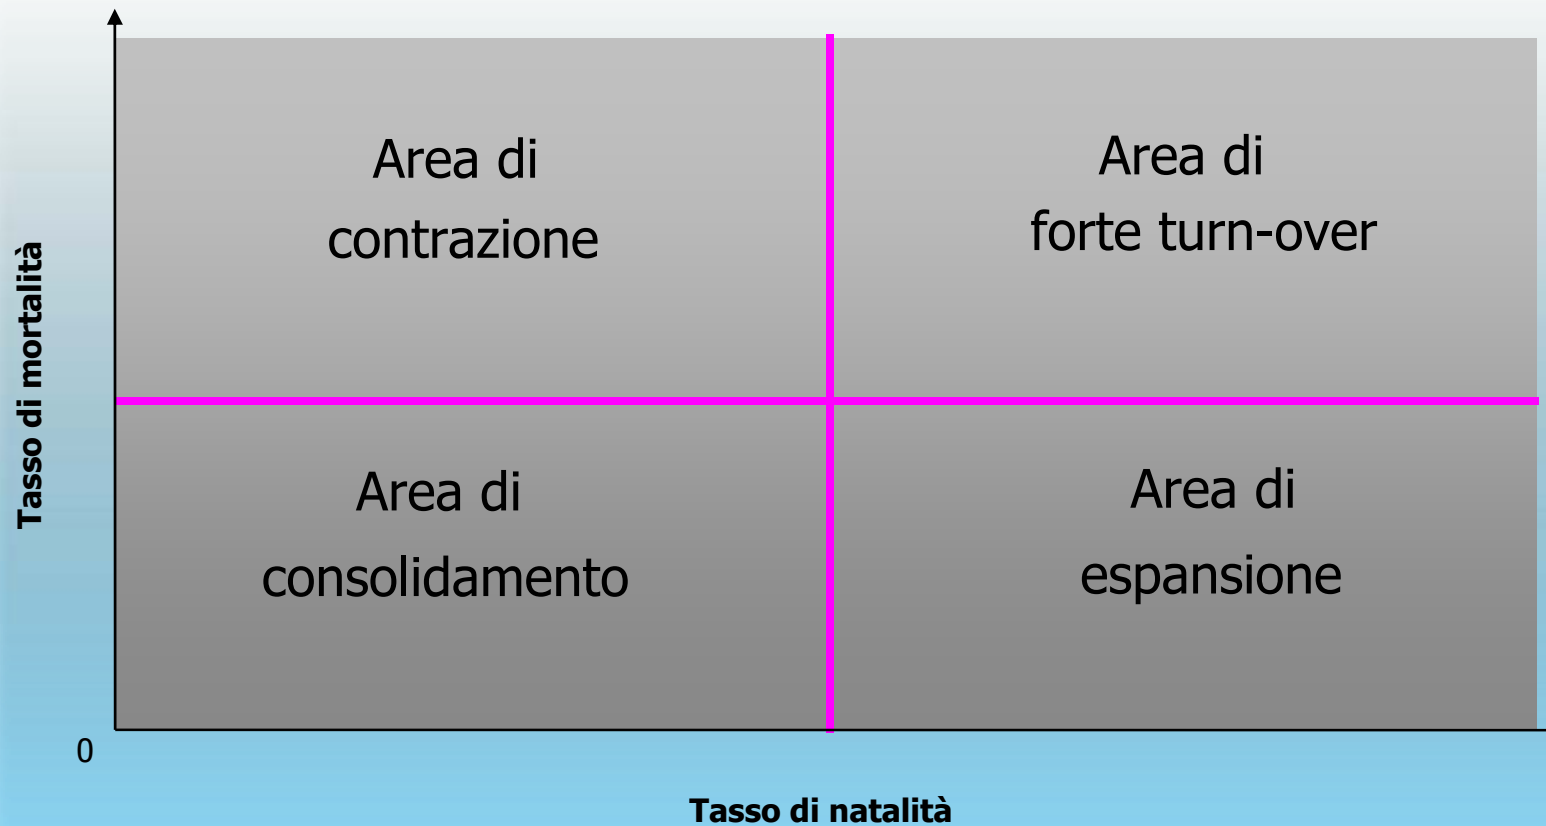 Tasso di mortalità
Area di
contrazione
Area di
forte turn-over
Area di
consolidamento
Area di
espansione
0
Tasso di natalità